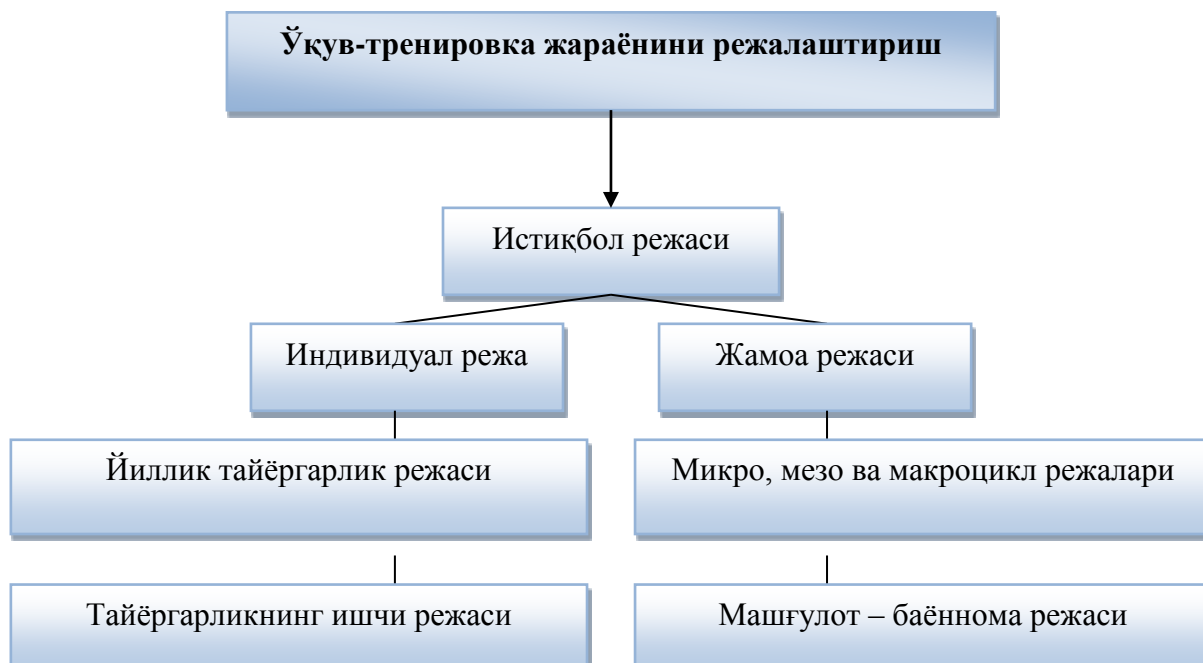 Ўқув-тренировка жараёнини режалаштириш
Истиқбол режаси
Индивидуал режа
Жамоа режаси
Йиллик тайёргарлик режаси
Микро, мезо ва макроцикл режалари
Тайёргарликнинг ишчи режаси
Машғулот – баённома режаси